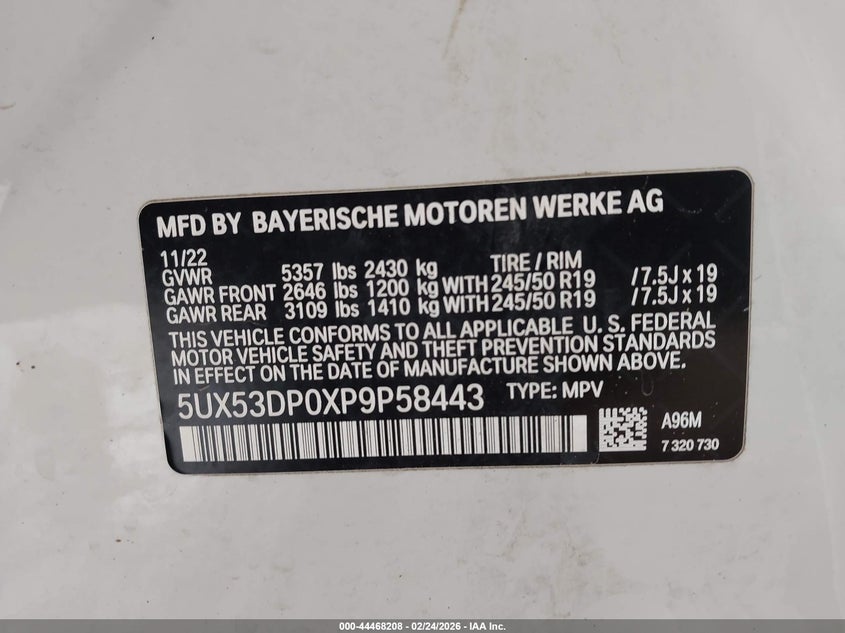 MFD BY BAYERISCHE MOTOREN WERKE AG
11/22 TIRE / RIM
GVWR 5357 lbs 2430 kg
GAWR FRONT 2646 lbs 1200 kg WITH 245/50 R19 /7.5J x 19
GAWR REAR 3109 lbs 1410 kg WITH 245/50 R19 /7.5J x 19
THIS VEHICLE CONFORMS TO ALL APPLICABLE U. S. FEDERAL
MOTOR VEHICLE SAFETY AND THEFT PREVENTION STANDARDS
IN EFFECT ON THE DATE OF MANUFACTURE SHOWN ABOVE.
5UX53DP0XP9P58443 TYPE: MPV
A96M
7 320 730
000-44468208 - 02/24/2026 - IAA Inc.